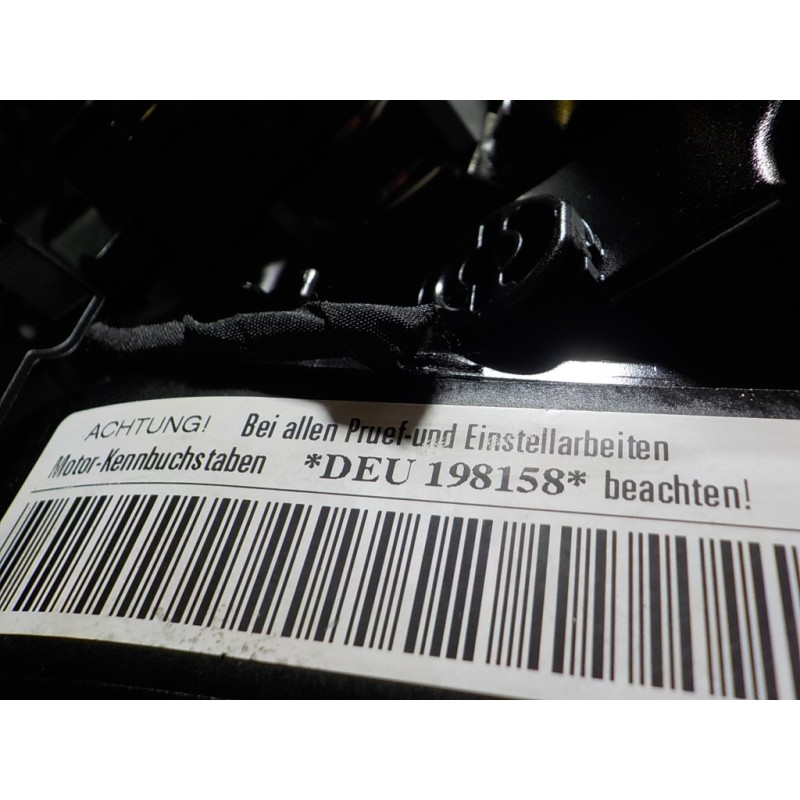 ACHTUNG! Bei allen Pruef-und Einstellarbeiten
Motor-Kennbuchstaben *DEU 198158* beachten!